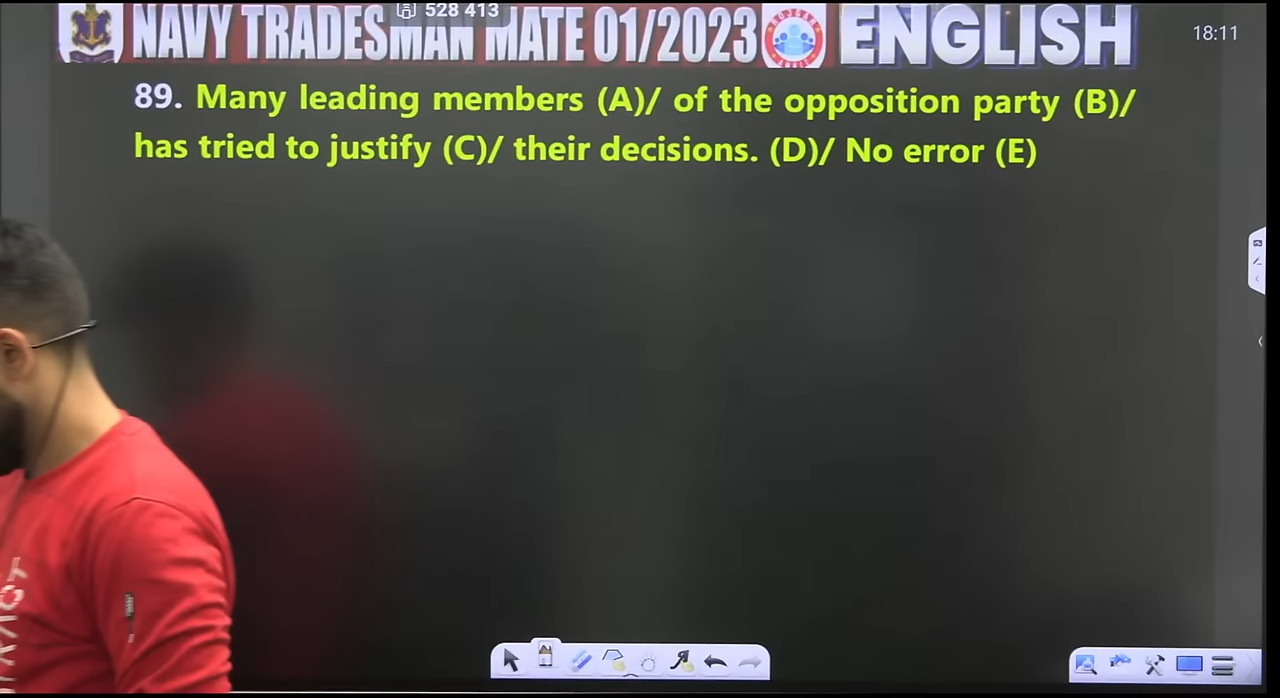 528 413
NAVY TRADESMAN MATE 01/2023 ENGLISH
18:11
89. Many leading members (A)/ of the opposition party (B)/
has tried to justify (C)/ their decisions. (D)/ No error (E)